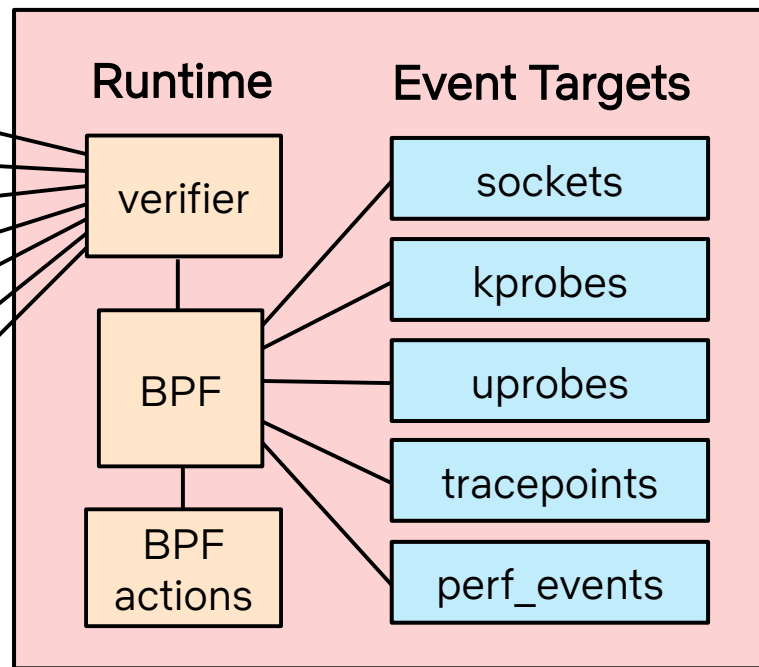 Runtime
verifier
BPF
BPF
actions
Event Targets
sockets
kprobes
uprobes
tracepoints
perf_events